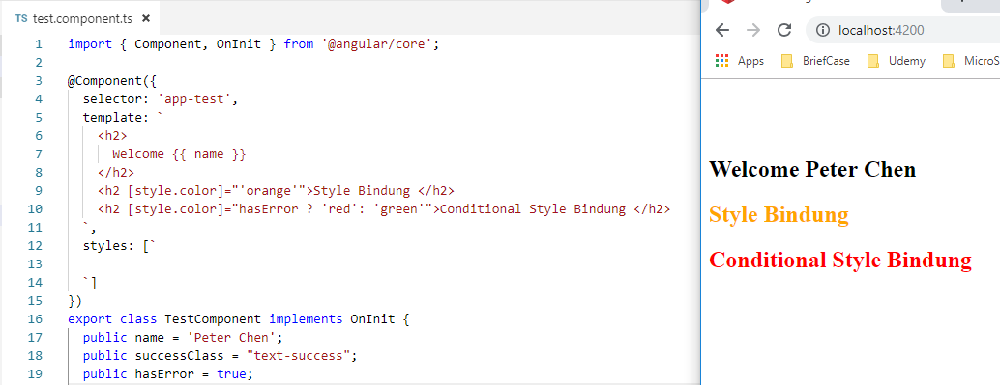 TS test.component.ts ×
1 import { Component, OnInit } from '@angular/core';
2
3 @Component({
4 selector: 'app-test',
5 template: `
6 <h2>
7 Welcome {{ name }}
8 </h2>
9 <h2 [style.color]="'orange'">Style Bindung </h2>
10 <h2 [style.color]="hasError ? 'red': 'green'">Conditional Style Bindung </h2>
11 `,
12 styles: [`
13
14 `]
15 })
16 export class TestComponent implements OnInit {
17 public name = 'Peter Chen';
18 public successClass = "text-success";
19 public hasError = true;
localhost:4200
Apps BriefCase Udemy MicroS
Welcome Peter Chen
Style Bindung
Conditional Style Bindung